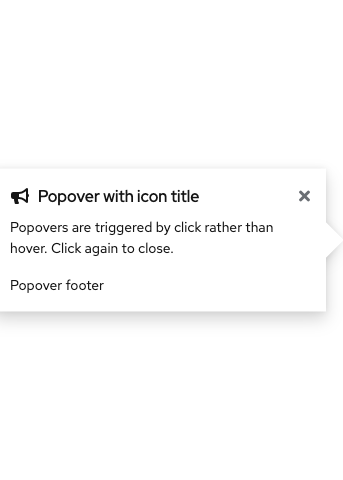 Popover with icon title
Popovers are triggered by click rather than
hover. Click again to close.
Popover footer